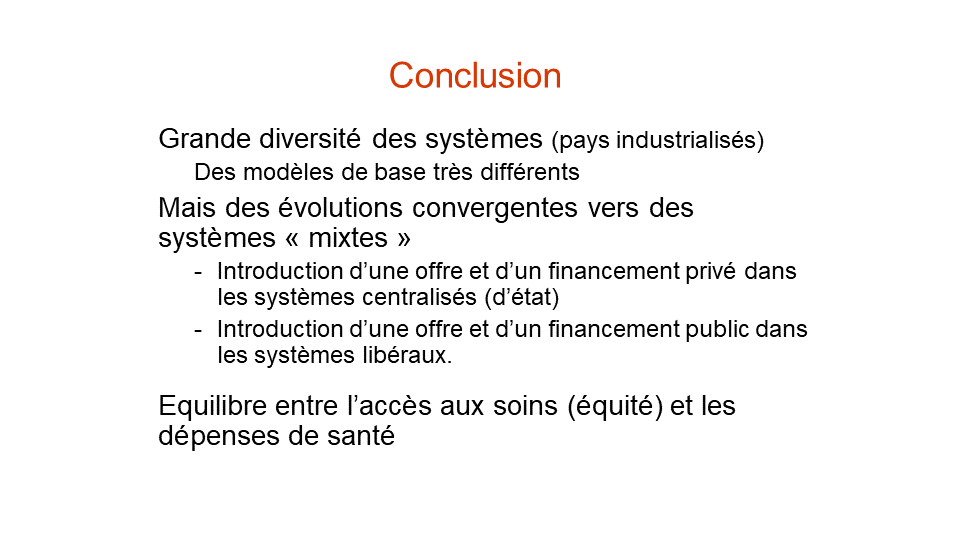 Conclusion
Grande diversité des systèmes (pays industrialisés)
Des modèles de base très différents
Mais des évolutions convergentes vers des
systèmes « mixtes »
- Introduction d’une offre et d’un financement privé dans
les systèmes centralisés (d’état)
- Introduction d’une offre et d’un financement public dans
les systèmes libéraux.
Equilibre entre l’accès aux soins (équité) et les
dépenses de santé